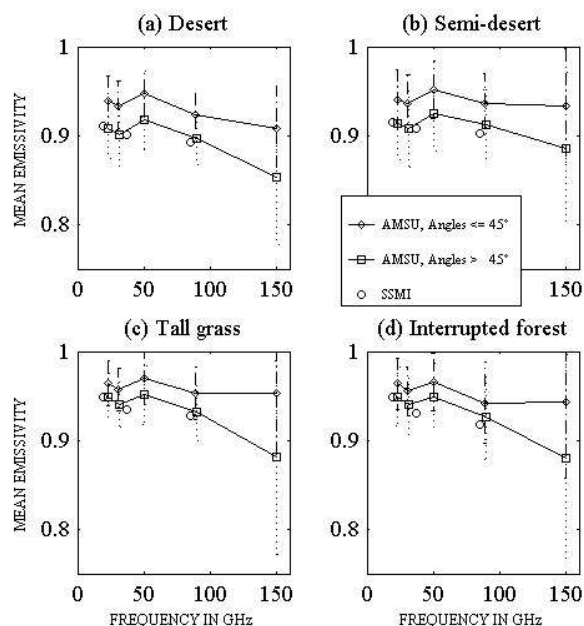 (a) Desert
(b) Semi-desert
1
0.9
0.8
MEAN EMISSIVITY
0 50 100 150
1
0.9
0.8
0 50 100 150
AMSU, Angles <= 45°
AMSU, Angles > 45°
SSMI
(c) Tall grass
(d) Interrupted forest
1
0.9
0.8
MEAN EMISSIVITY
0 50 100 150
FREQUENCY IN GHz
1
0.9
0.8
0 50 100 150
FREQUENCY IN GHz